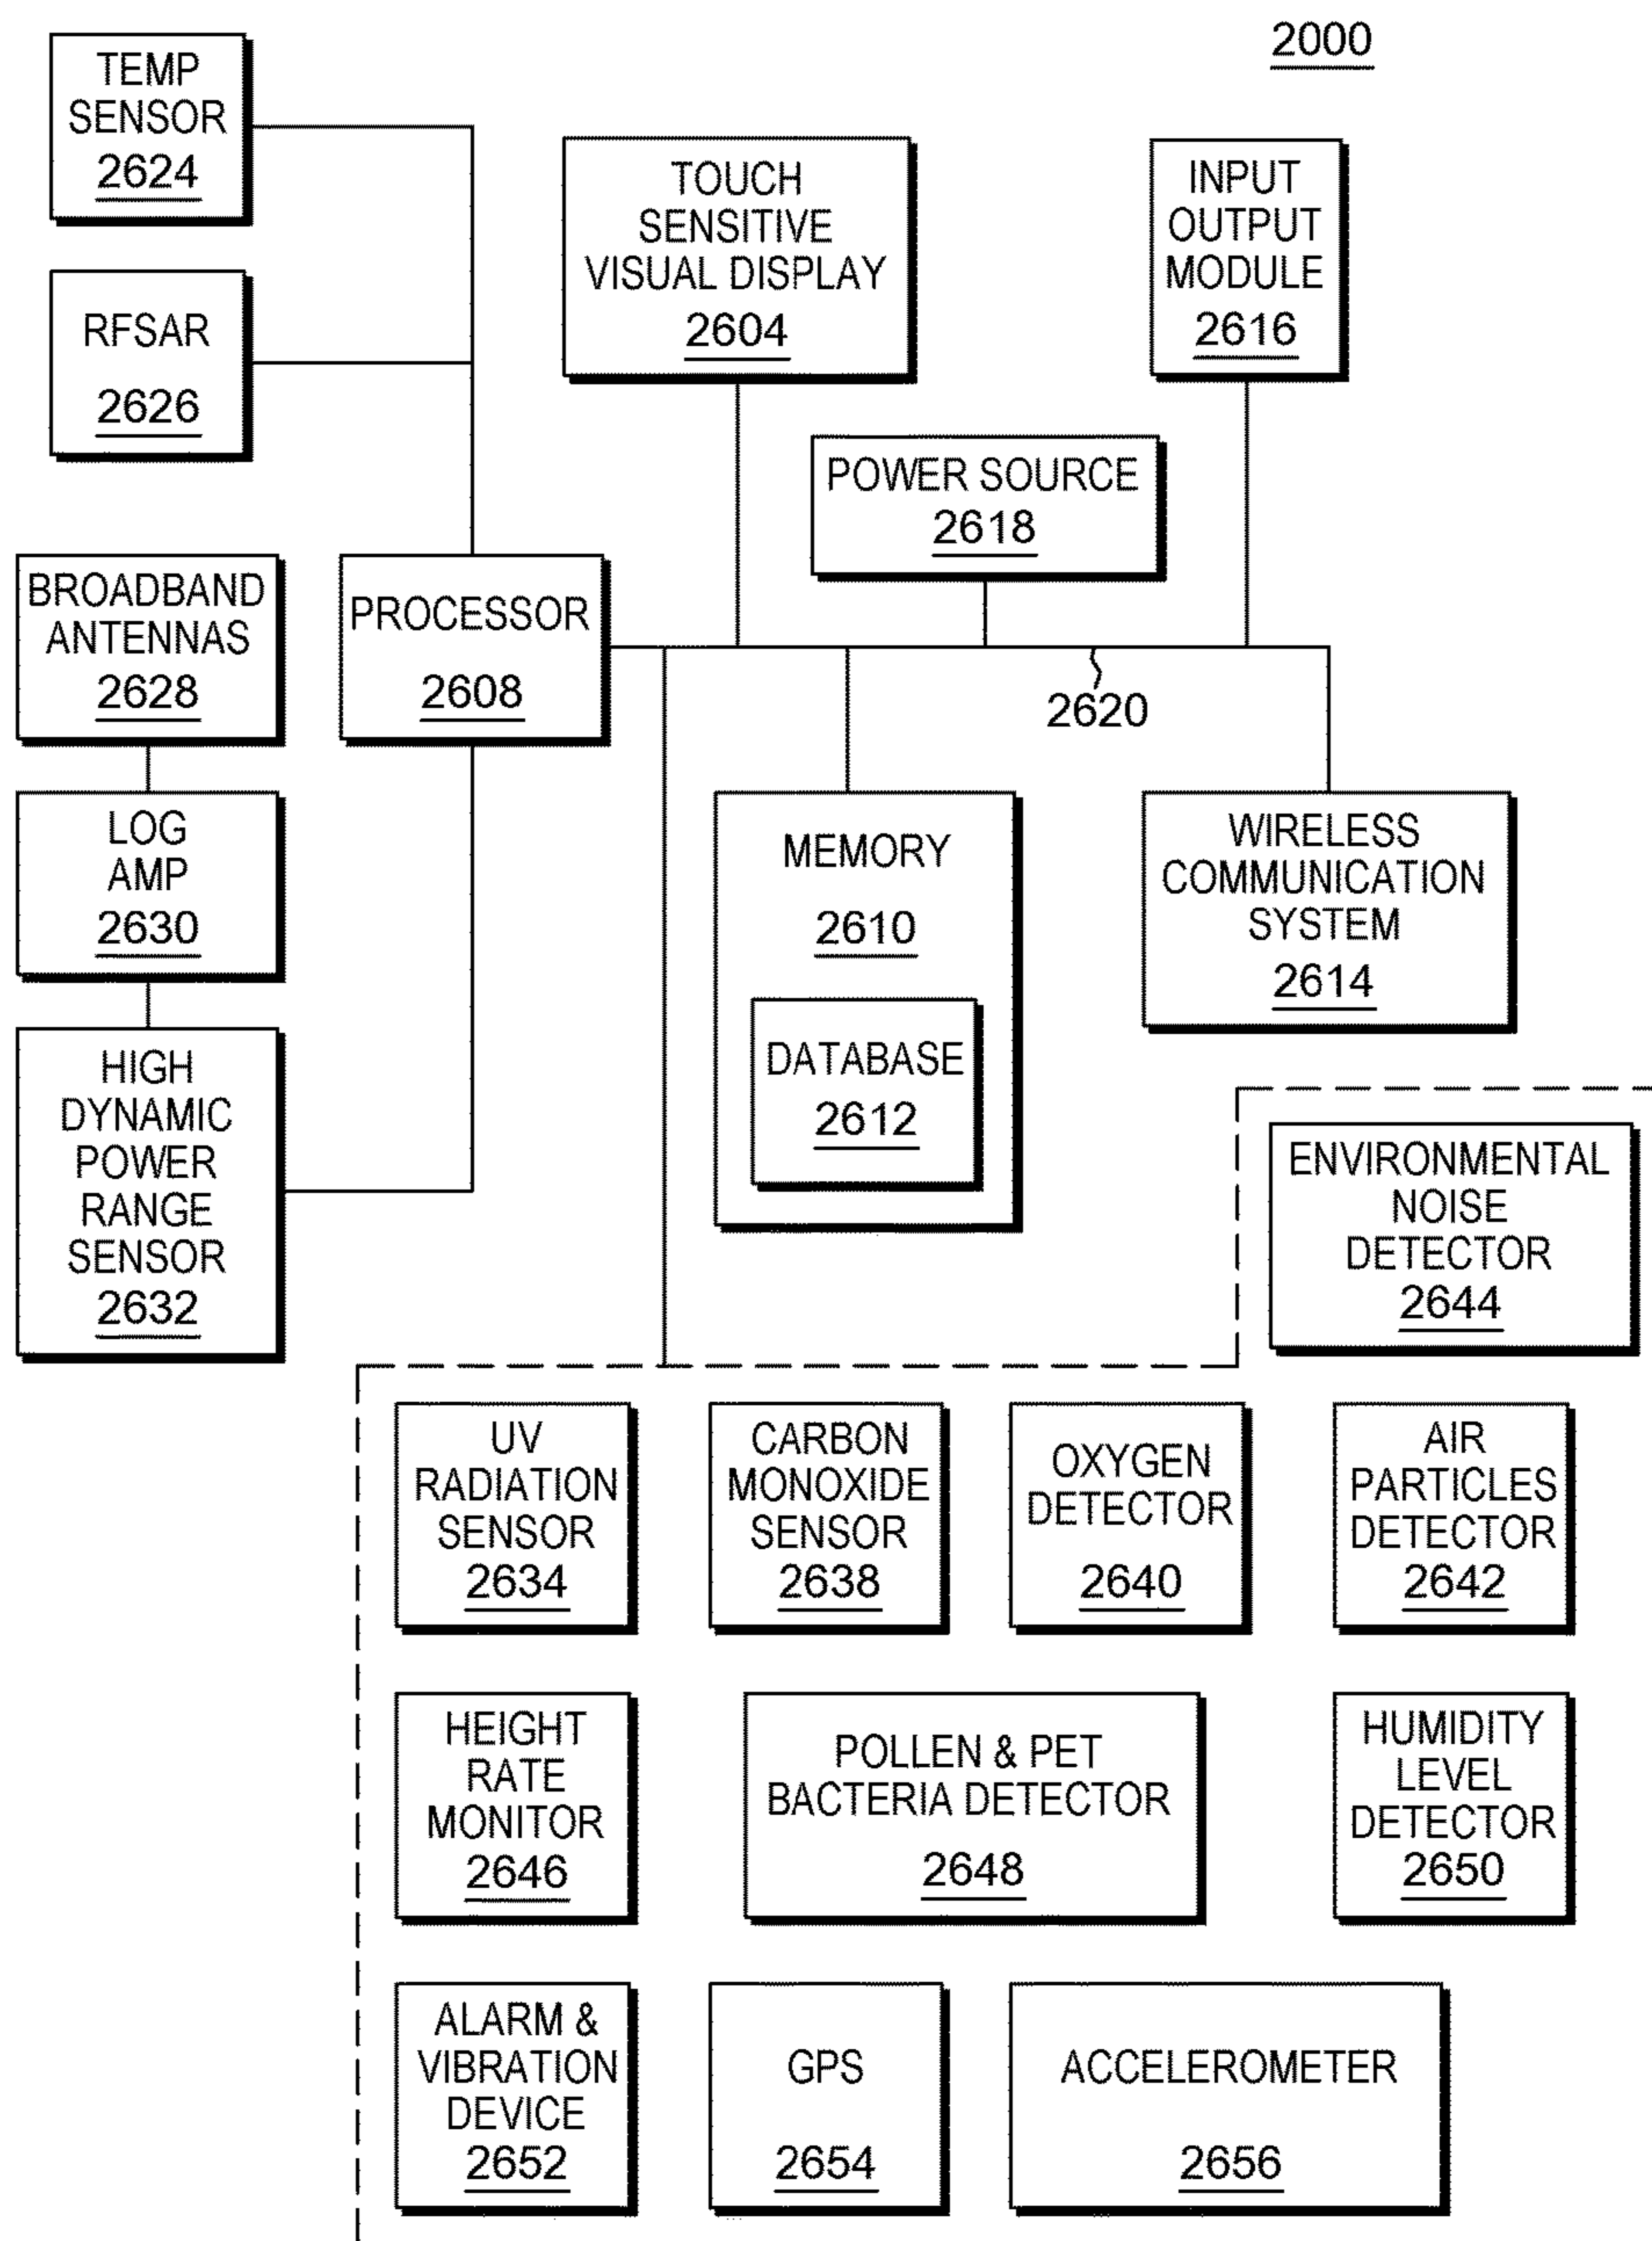 2000
TEMP
SENSOR
2624
TOUCH
SENSITIVE
VISUAL DISPLAY
2604
INPUT
OUTPUT
MODULE
2616
RFSAR
2626
POWER SOURCE
2618
BROADBAND
ANTENNAS
2628
PROCESSOR
2608
2620
LOG
AMP
2630
MEMORY
2610
DATABASE
2612
WIRELESS
COMMUNICATION
SYSTEM
2614
HIGH
DYNAMIC
POWER
RANGE
SENSOR
2632
ENVIRONMENTAL
NOISE
DETECTOR
2644
UV
RADIATION
SENSOR
2634
CARBON
MONOXIDE
SENSOR
2638
OXYGEN
DETECTOR
2640
AIR
PARTICLES
DETECTOR
2642
HEIGHT
RATE
MONITOR
2646
POLLEN & PET
BACTERIA DETECTOR
2648
HUMIDITY
LEVEL
DETECTOR
2650
ALARM &
VIBRATION
DEVICE
2652
GPS
2654
ACCELEROMETER
2656